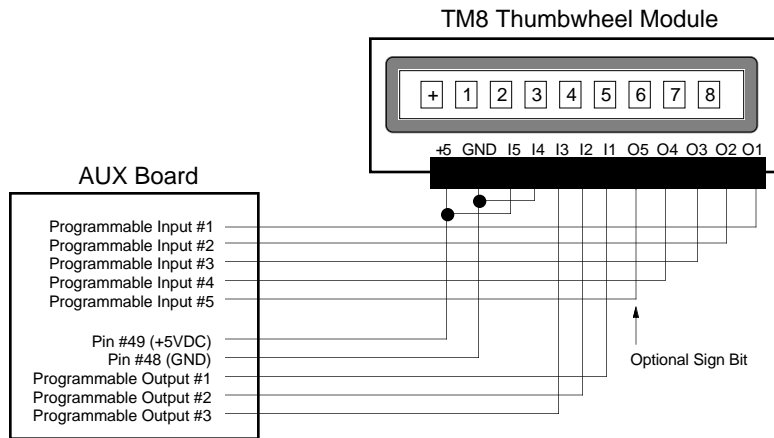 TM8 Thumbwheel Module
+ 1 2 3 4 5 6 7 8
+5 GND I5 I4 I3 I2 I1 O5 O4 O3 O2 O1
AUX Board
Programmable Input #1
Programmable Input #2
Programmable Input #3
Programmable Input #4
Programmable Input #5
Pin #49 (+5VDC)
Pin #48 (GND)
Programmable Output #1
Programmable Output #2
Programmable Output #3
Optional Sign Bit